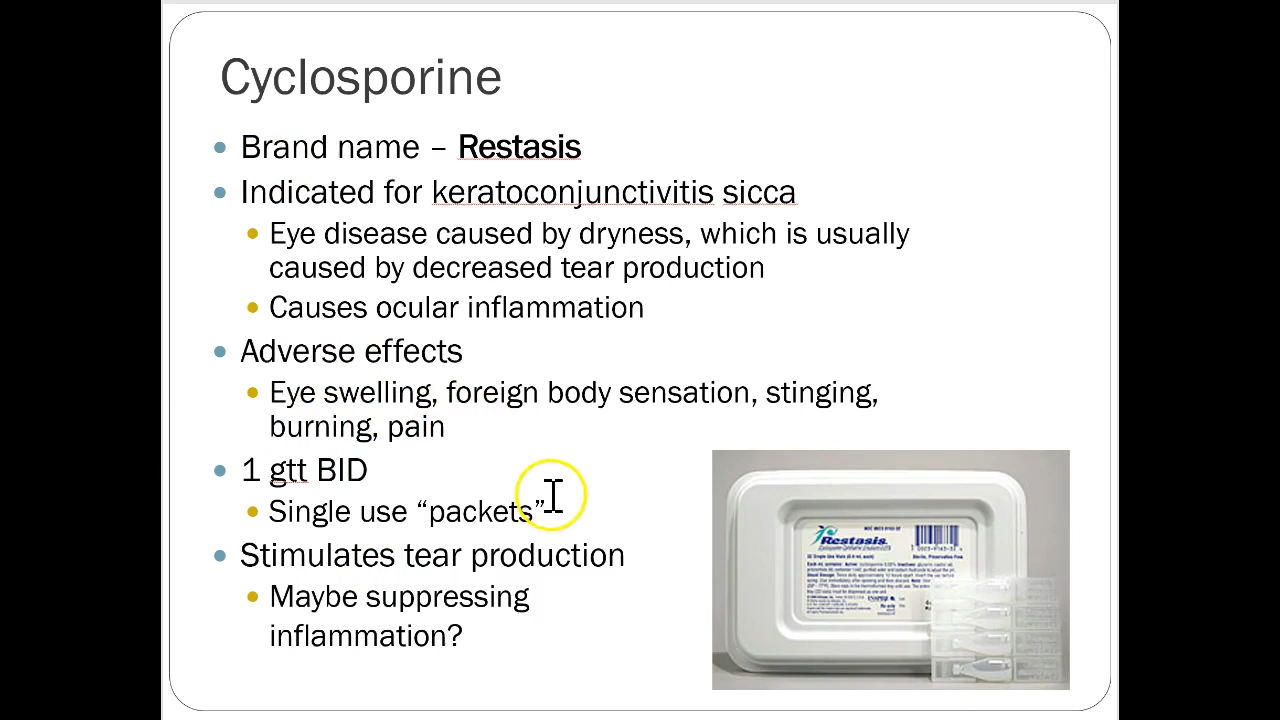 Cyclosporine
Brand name – Restasis
Indicated for keratoconjunctivitis sicca
Eye disease caused by dryness, which is usually
caused by decreased tear production
Causes ocular inflammation
Adverse effects
Eye swelling, foreign body sensation, stinging,
burning, pain
1 gtt BID
Single use “packets”
Stimulates tear production
Maybe suppressing
inflammation?
Restasis